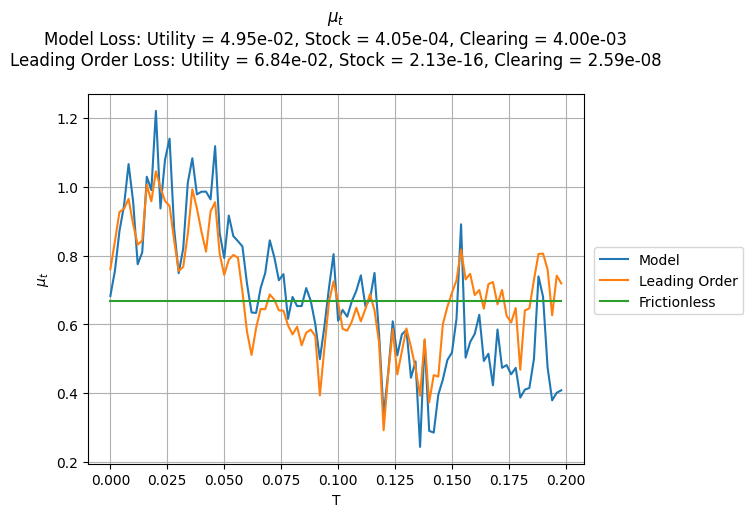 μₜ
Model Loss: Utility = 4.95e-02, Stock = 4.05e-04, Clearing = 4.00e-03
Leading Order Loss: Utility = 6.84e-02, Stock = 2.13e-16, Clearing = 2.59e-08
1.2
1.0
0.8
0.6
0.4
0.2
μₜ
0.000
0.025
0.050
0.075
0.100
0.125
0.150
0.175
0.200
T
Model
Leading Order
Frictionless